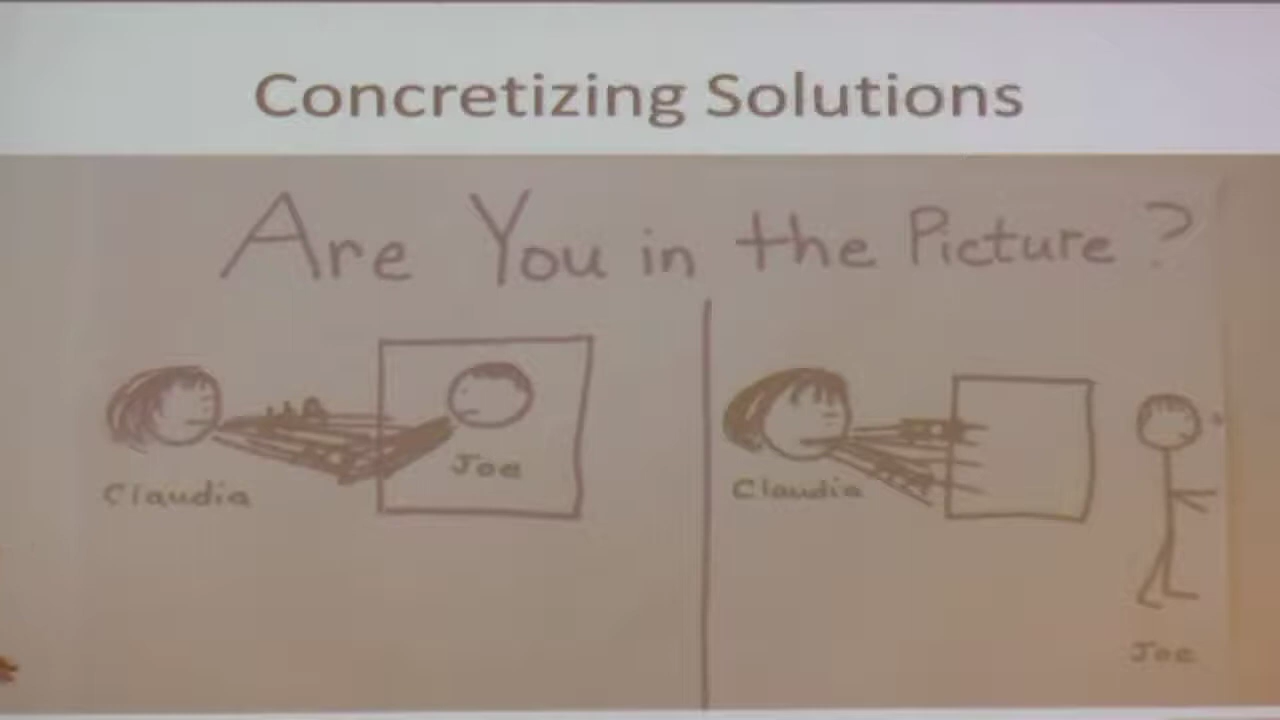 Concretizing Solutions
Are You in the Picture?
Claudia
Joe
Claudia
Joe